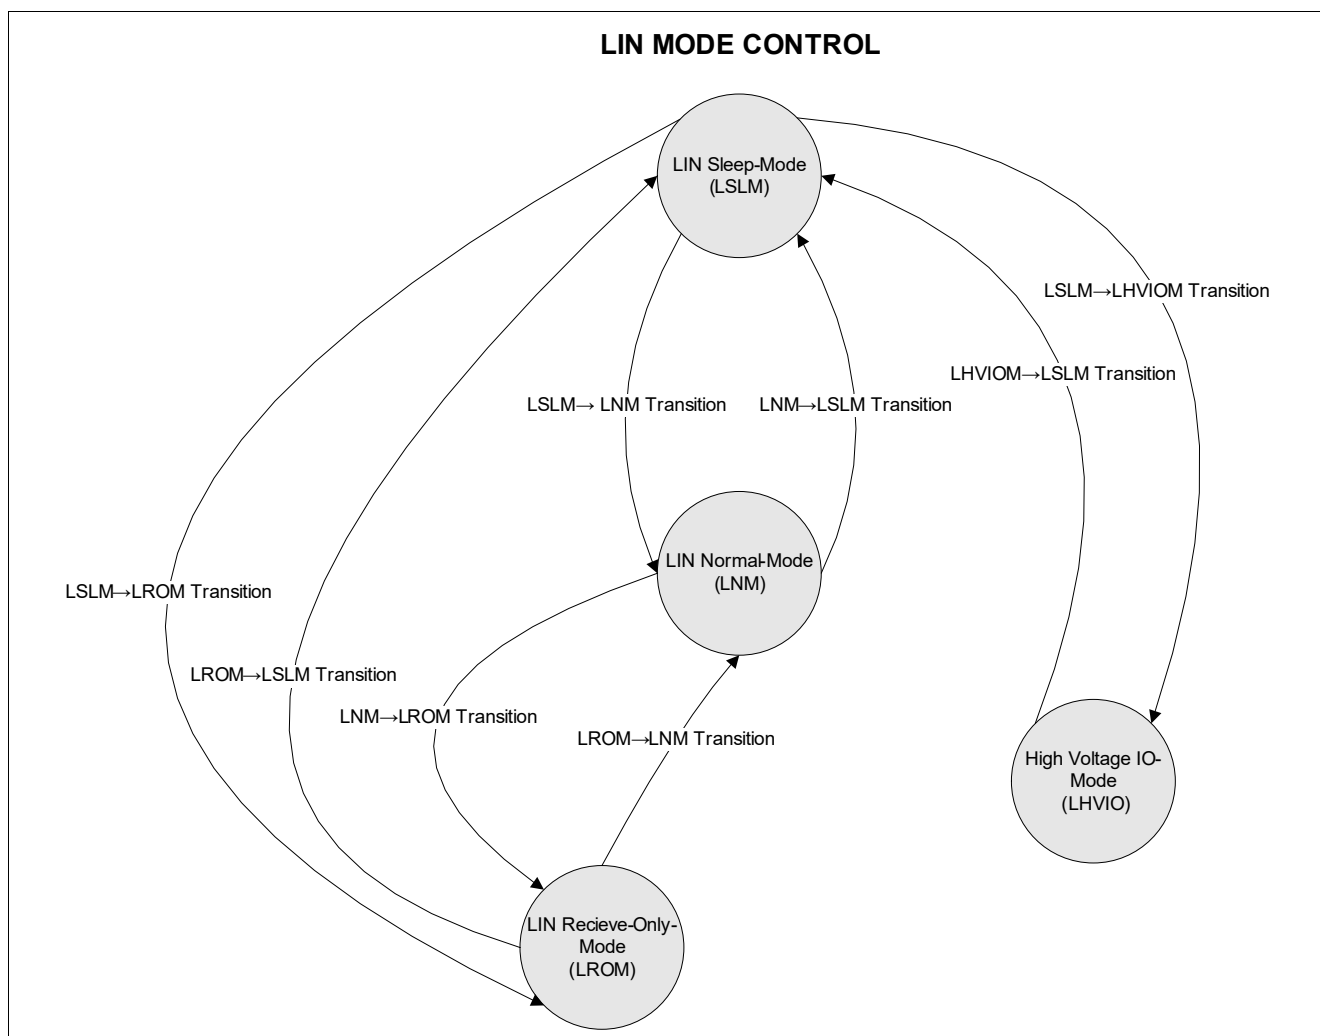 LIN MODE CONTROL
LIN Sleep-Mode
(LSLM)
LSLM→LHVIOM Transition
LHVIOM→LSLM Transition
LSLM→ LNM Transition
LNM→LSLM Transition
LIN Normal-Mode
(LNM)
LSLM→LROM Transition
LROM→LSLM Transition
LNM→LROM Transition
LROM→LNM Transition
High Voltage IO-
Mode
(LHVIO)
LIN Recieve-Only-
Mode
(LROM)